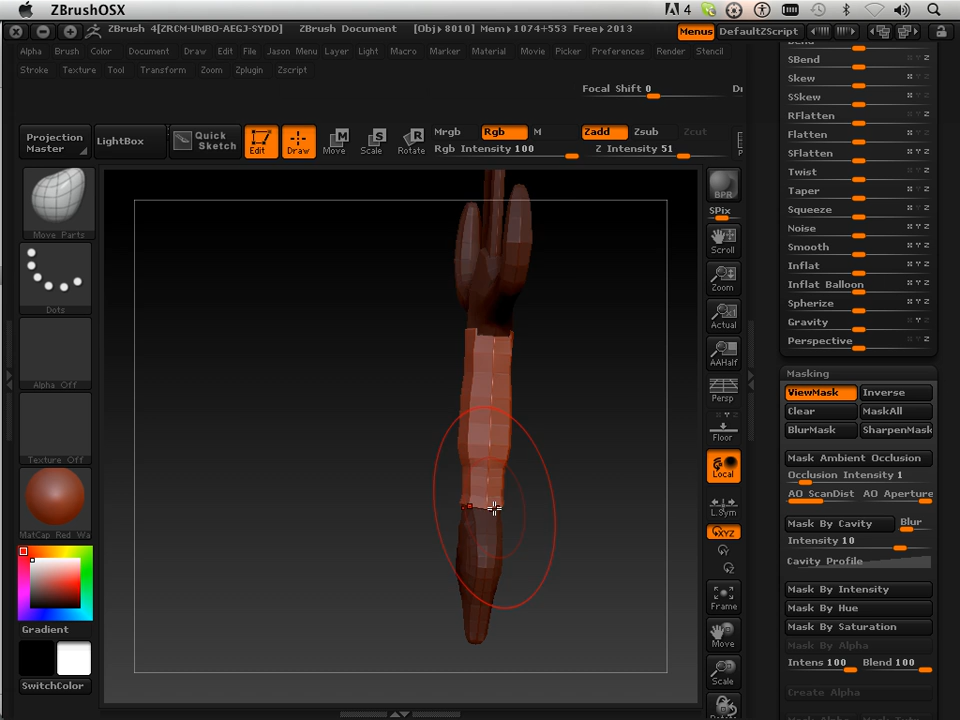 ZBrushOSX
4
ZBrush 4[ZRCM-UMBO-AEGJ-SYDD] ZBrush Document [Obj▸8010] Mem▸1074+553 Free▸2013 Menus DefaultZScript
Alpha Brush Color Document Draw Edit File Jason Menu Layer Light Macro Marker Material Movie Picker Preferences Render Stencil
Stroke Texture Tool Transform Zoom Zplugin Zscript
Focal Shift 0
Projection Master
LightBox
Quick Sketch
Edit
Draw
Move
Scale
Rotate
Mrgb Rgb M Zadd Zsub Zcut
Rgb Intensity 100 Z Intensity 51
Move Parts
Dots
Alpha Off
Texture Off
MatCap Red Wa
Gradient
SwitchColor
BPR
SPix
Scroll
Zoom
Actual
AAHalf
Persp
Floor
Local
L.Sym
XYZ
Frame
Move
Scale
SBend
Skew
SSkew
RFlatten
Flatten
SFlatten
Twist
Taper
Squeeze
Noise
Smooth
Inflat
Inflat Balloon
Spherize
Gravity
Perspective
Masking
ViewMask Inverse
Clear MaskAll
BlurMask SharpenMask
Mask Ambient Occlusion
Occlusion Intensity 1
AO ScanDist AO Aperture
Mask By Cavity Blur
Intensity 10
Cavity Profile
Mask By Intensity
Mask By Hue
Mask By Saturation
Mask By Alpha
Intens 100 Blend 100
Create Alpha